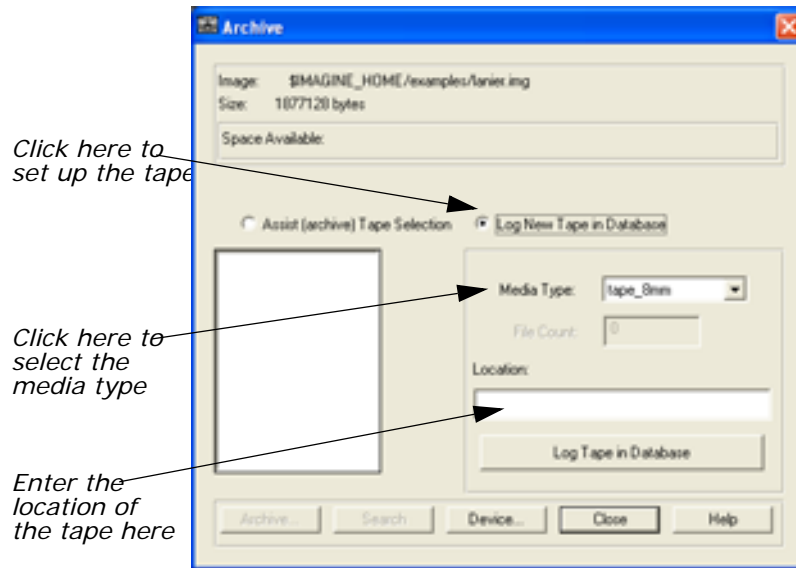 Archive
Image: $IMAGINE_HOME/examples/lanier.img
Size: 1877128 bytes
Space Available:
Click here to
set up the tape
Assist (archive) Tape Selection
Log New Tape in Database
Media Type: tape_8mm
File Count: 0
Click here to
select the
media type
Location:
Log Tape in Database
Enter the
location of
the tape here
Archive... Search Device... Close Help